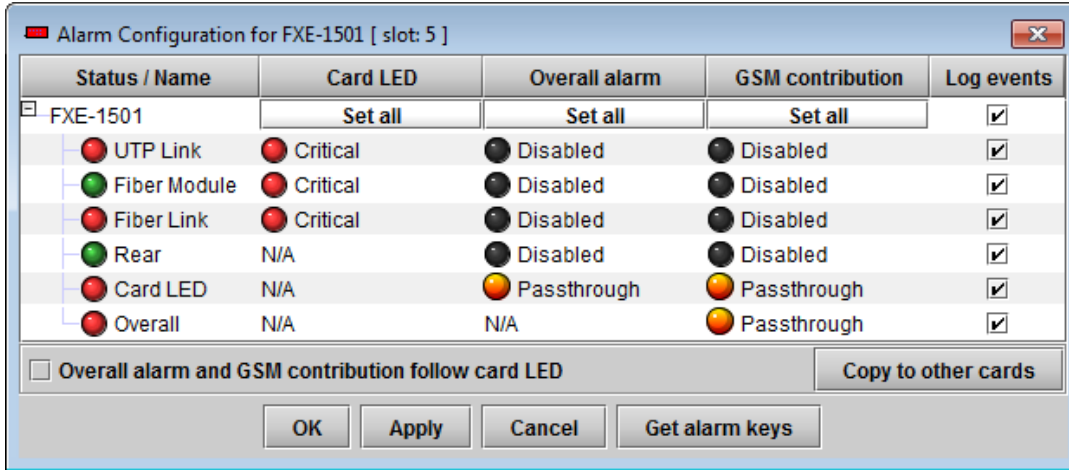 Alarm Configuration for FXE-1501 [ slot: 5 ]
Status / Name Card LED Overall alarm GSM contribution Log events
FXE-1501 Set all Set all Set all
UTP Link Critical Disabled Disabled
Fiber Module Critical Disabled Disabled
Fiber Link Critical Disabled Disabled
Rear N/A Disabled Disabled
Card LED N/A Passthrough Passthrough
Overall N/A N/A Passthrough
Overall alarm and GSM contribution follow card LED Copy to other cards
OK Apply Cancel Get alarm keys